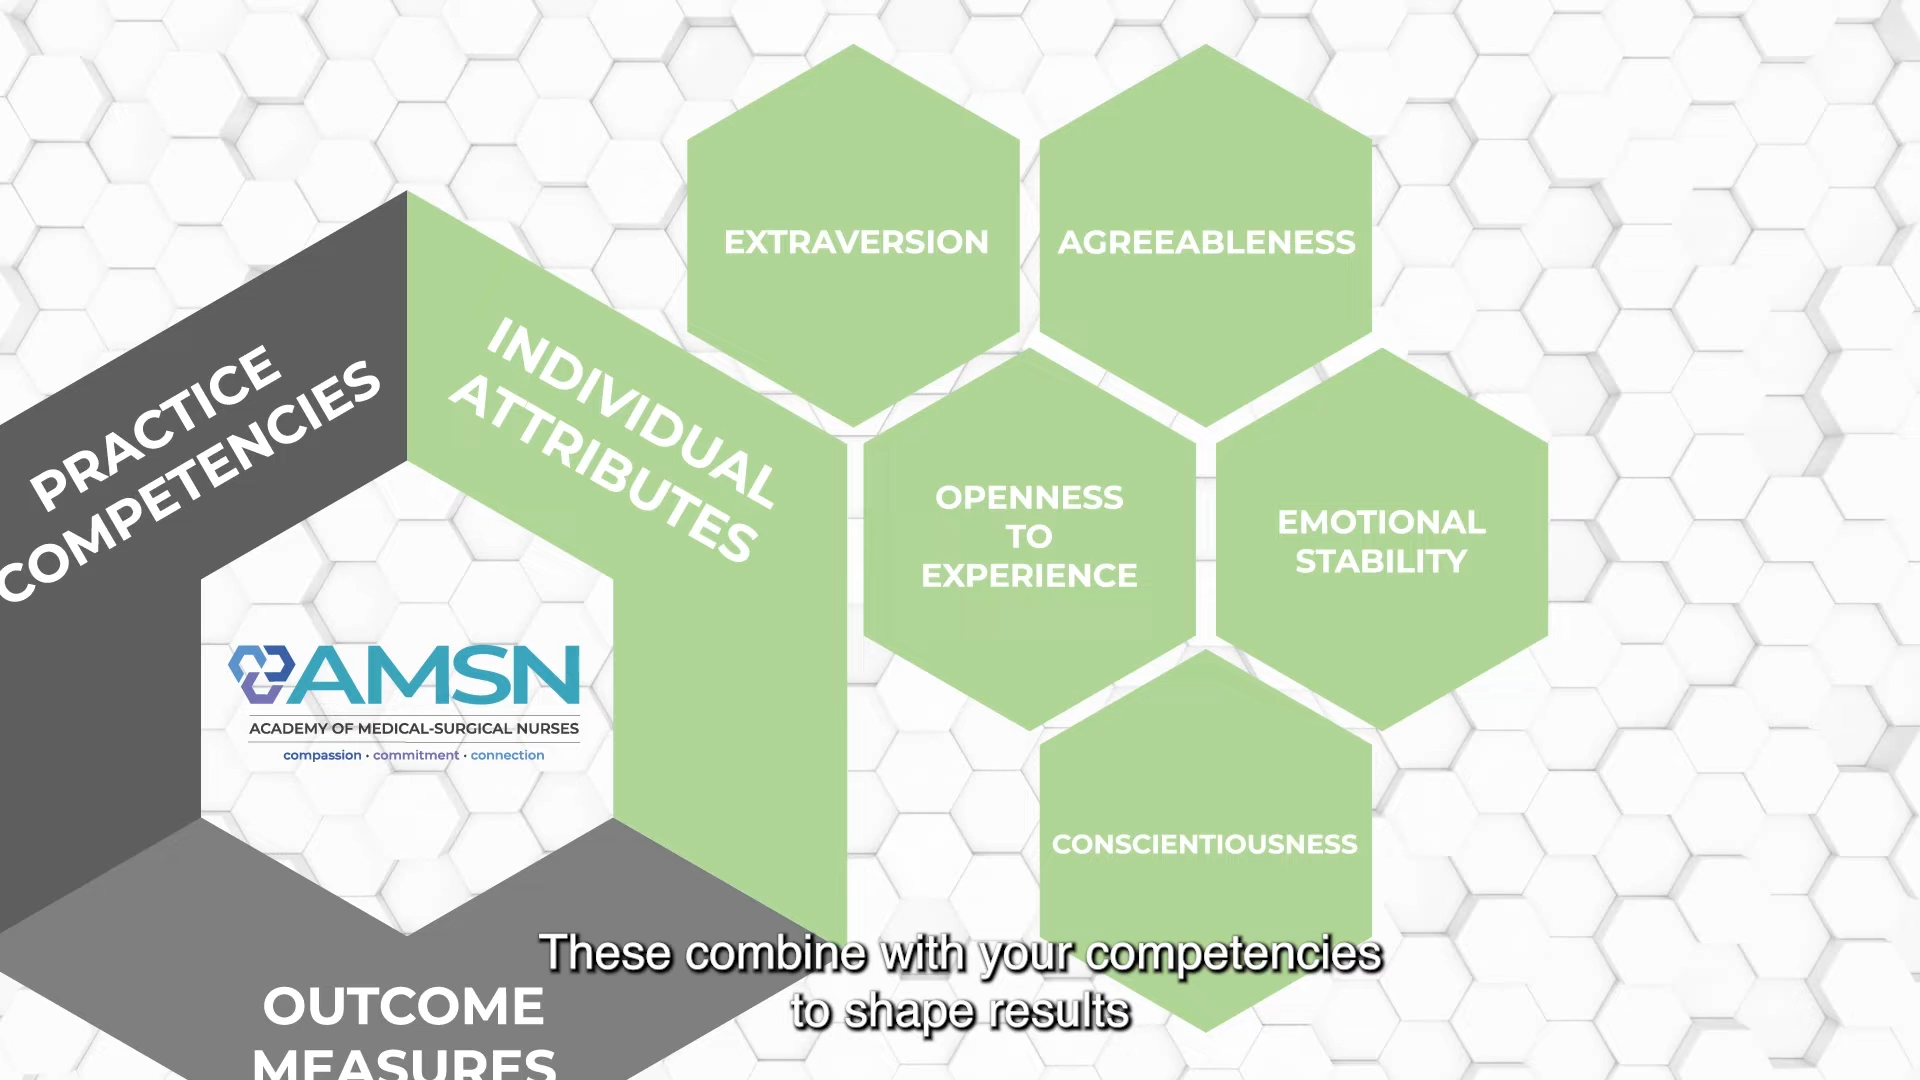 EXTRAVERSION
AGREEABLENESS
PRACTICE
COMPETENCIES
INDIVIDUAL
ATTRIBUTES
OPENNESS
TO
EXPERIENCE
EMOTIONAL
STABILITY
AMSN
ACADEMY OF MEDICAL-SURGICAL NURSES
compassion · commitment · connection
CONSCIENTIOUSNESS
OUTCOME
MEASURES
These combine with your competencies
to shape results